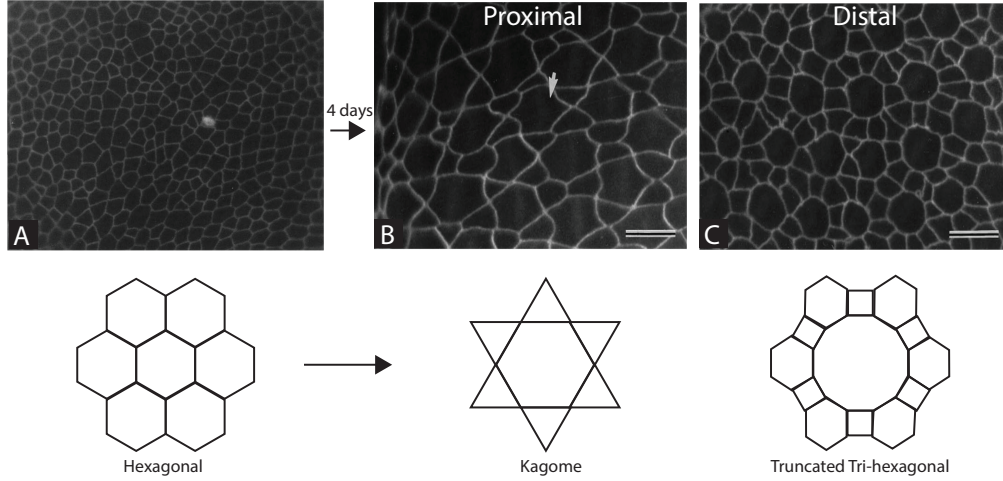 Proximal
Distal
4 days
A
B
C
Hexagonal
Kagome
Truncated Tri-hexagonal